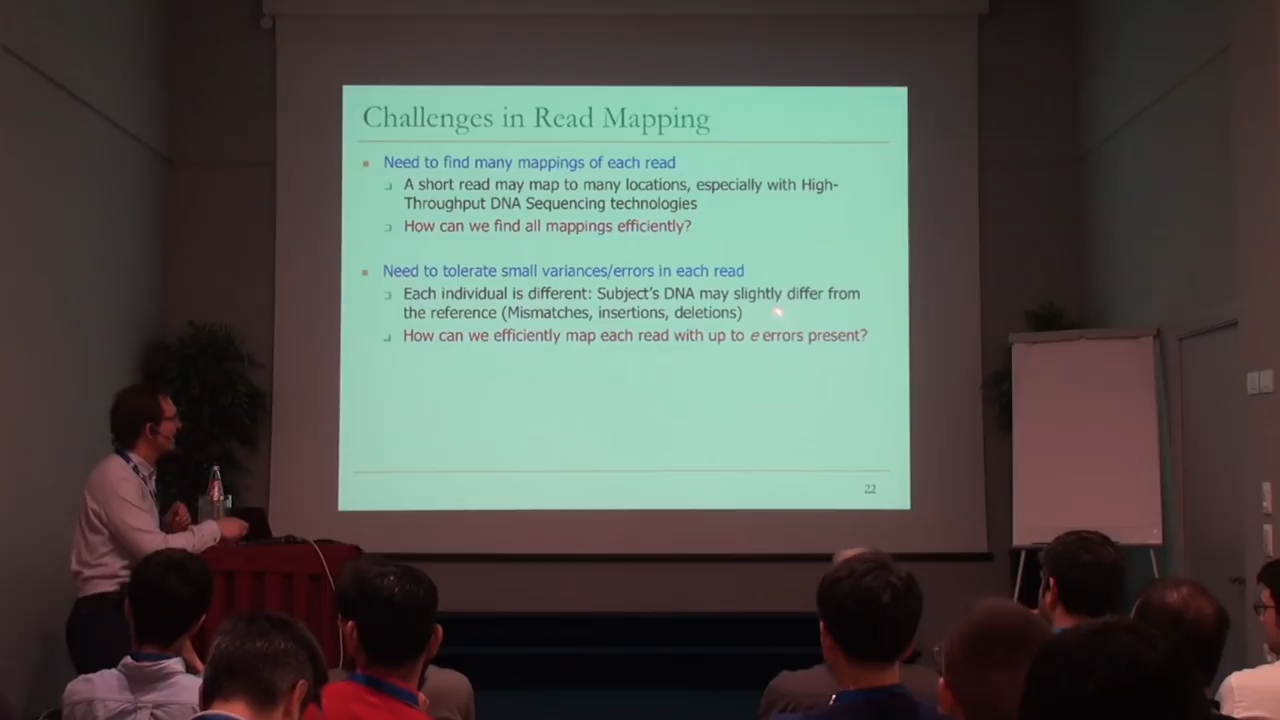 Challenges in Read Mapping
Need to find many mappings of each read
A short read may map to many locations, especially with High-
Throughput DNA Sequencing technologies
How can we find all mappings efficiently?
Need to tolerate small variances/errors in each read
Each individual is different: Subject's DNA may slightly differ from
the reference (Mismatches, insertions, deletions)
How can we efficiently map each read with up to e errors present?
22